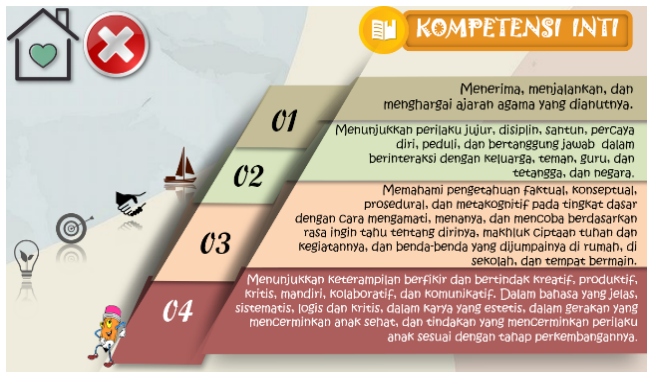 KOMPETENSI INTI
01
Menerima, menjalankan, dan
menghargai ajaran agama yang dianutnya.
02
Menunjukkan perilaku jujur, disiplin, santun, percaya
diri, peduli, dan bertanggung jawab dalam
berinteraksi dengan keluarga, teman, guru, dan
tetangga, dan negara.
03
Memahami pengetahuan faktual, konseptual,
prosedural, dan metakognitif pada tingkat dasar
dengan cara mengamati, menanya, dan mencoba berdasarkan
rasa ingin tahu tentang dirinya, makhluk ciptaan tuhan dan
kegiatannya, dan benda-benda yang dijumpainya di rumah, di
sekolah, dan tempat bermain.
04
Menunjukkan keterampilan berfikir dan bertindak kreatif, produktif,
kritis, mandiri, kolaboratif, dan komunikatif. Dalam bahasa yang jelas,
sistematis, logis dan kritis, dalam karya yang estetis, dalam gerakan yang
mencerminkan anak sehat, dan tindakan yang mencerminkan perilaku
anak sesuai dengan tahap perkembangannya.